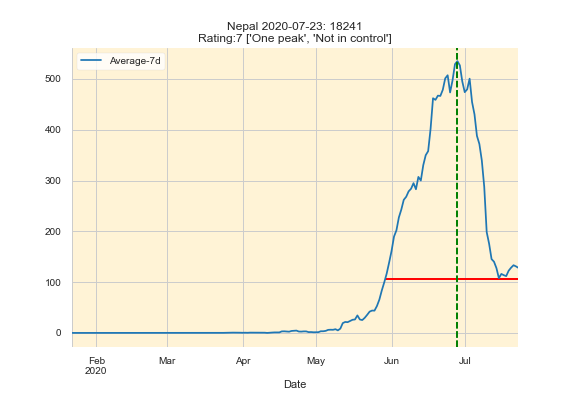 Nepal 2020-07-23: 18241
Rating:7 ['One peak', 'Not in control']
Average-7d
500
400
300
200
100
0
Feb Mar Apr May Jun Jul
2020
Date